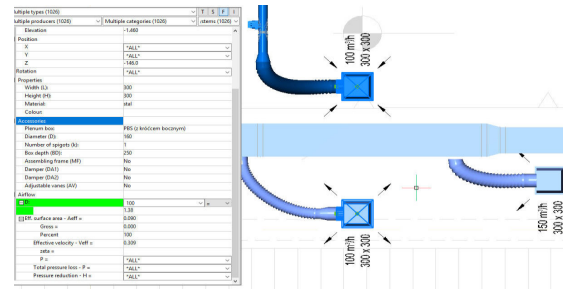 ultiple types (1026) T S F I
ultiple producers (1026) Multiple categories (1026) stems (1026)
Elevation -1,460
Position
X *ALL*
Y *ALL*
Z -146.0
Rotation *ALL*
Properties
Width (L): 300
Height (H): 300
Material: stal
Colour:
Accessories
Plenum box PBS (z króćcem bocznym)
Diameter (D): 160
Number of spigots (k): 1
Box depth (BD): 250
Assembling frame (MF) No
Damper (DA1) No
Damper (DA2) No
Adjustable vanes (AV) No
Airflow
100 =
1.38
Eff. surface area - Aeff = 0.090
Gross = 0.000
Percent 100
Effective velocity - Veff = 0.309
zeta =
P = *ALL*
Total pressure loss - P = *ALL*
Pressure reduction - H = *ALL*
100 m³/h
300 x 300
100 m³/h
300 x 300
150 m³/h
300 x 300